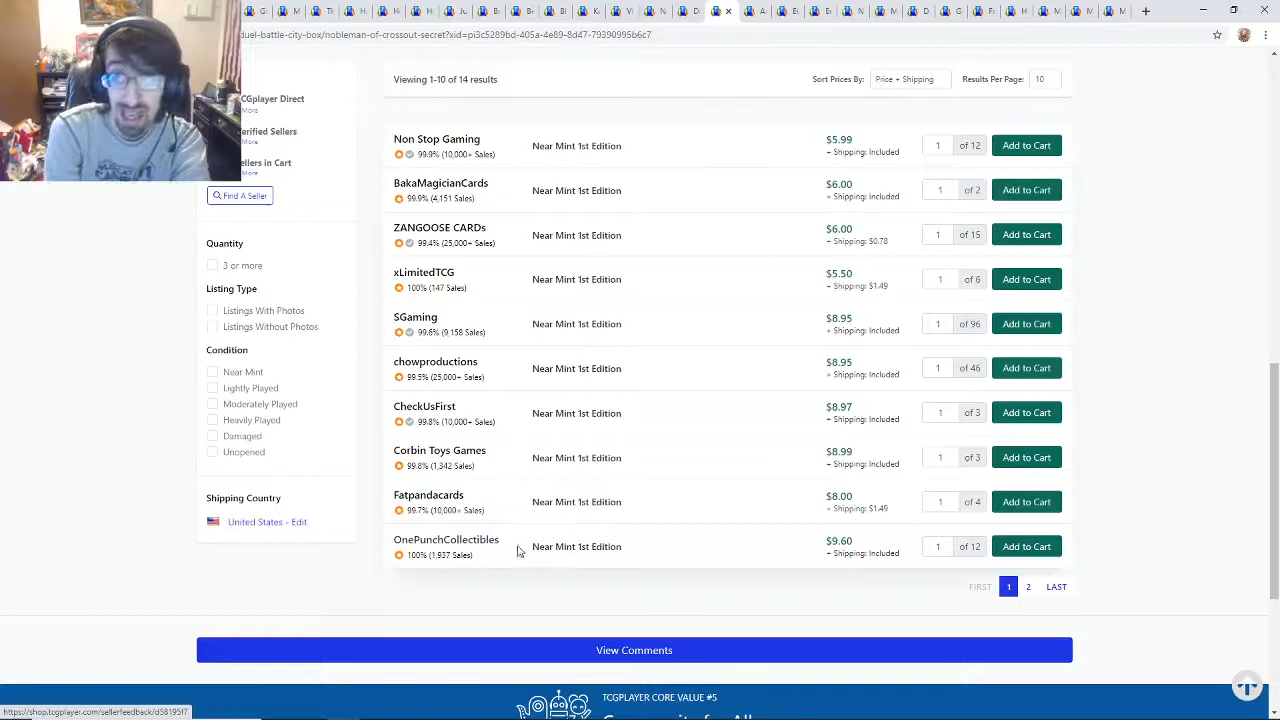 duel-battle-city-box/nobleman-of-crossout-secret?xid=pi3c5289bd-405a-4e89-8d47-79390995b6c7
Viewing 1-10 of 14 results
Sort Prices By:
Price + Shipping
Results Per Page:
10
CGplayer Direct
More
erified Sellers
More
ellers in Cart
More
Find A Seller
Quantity
3 or more
Listing Type
Listings With Photos
Listings Without Photos
Condition
Near Mint
Lightly Played
Moderately Played
Heavily Played
Damaged
Unopened
Shipping Country
United States - Edit
Non Stop Gaming
99.9% (10,000+ Sales)
Near Mint 1st Edition
$5.99
+ Shipping: Included
1 of 12
Add to Cart
BakaMagicianCards
99.9% (4,151 Sales)
Near Mint 1st Edition
$6.00
+ Shipping: Included
1 of 2
Add to Cart
ZANGOOSE CARDs
99.4% (25,000+ Sales)
Near Mint 1st Edition
$6.00
+ Shipping: $0.78
1 of 15
Add to Cart
xLimitedTCG
100% (147 Sales)
Near Mint 1st Edition
$5.50
+ Shipping: $1.49
1 of 6
Add to Cart
SGaming
99.6% (9,158 Sales)
Near Mint 1st Edition
$8.95
+ Shipping: Included
1 of 96
Add to Cart
chowproductions
99.5% (25,000+ Sales)
Near Mint 1st Edition
$8.95
+ Shipping: Included
1 of 46
Add to Cart
CheckUsFirst
99.8% (10,000+ Sales)
Near Mint 1st Edition
$8.97
+ Shipping: Included
1 of 3
Add to Cart
Corbin Toys Games
99.8% (1,342 Sales)
Near Mint 1st Edition
$8.99
+ Shipping: Included
1 of 3
Add to Cart
Fatpandacards
99.7% (10,000+ Sales)
Near Mint 1st Edition
$8.00
+ Shipping: $1.49
1 of 4
Add to Cart
OnePunchCollectibles
100% (1,937 Sales)
Near Mint 1st Edition
$9.60
+ Shipping: Included
1 of 12
Add to Cart
FIRST 1 2 LAST
View Comments
TCGPLAYER CORE VALUE #5
https://shop.tcgplayer.com/sellerfeedback/d58195f7